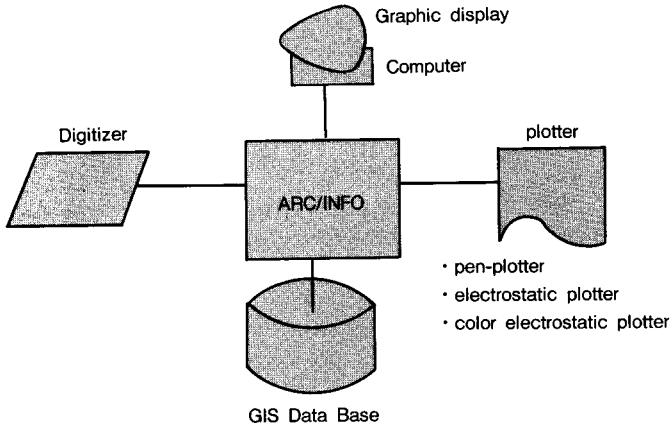 Graphic display
Computer
Digitizer
plotter
ARC/INFO
· pen-plotter
· electrostatic plotter
· color electrostatic plotter
GIS Data Base